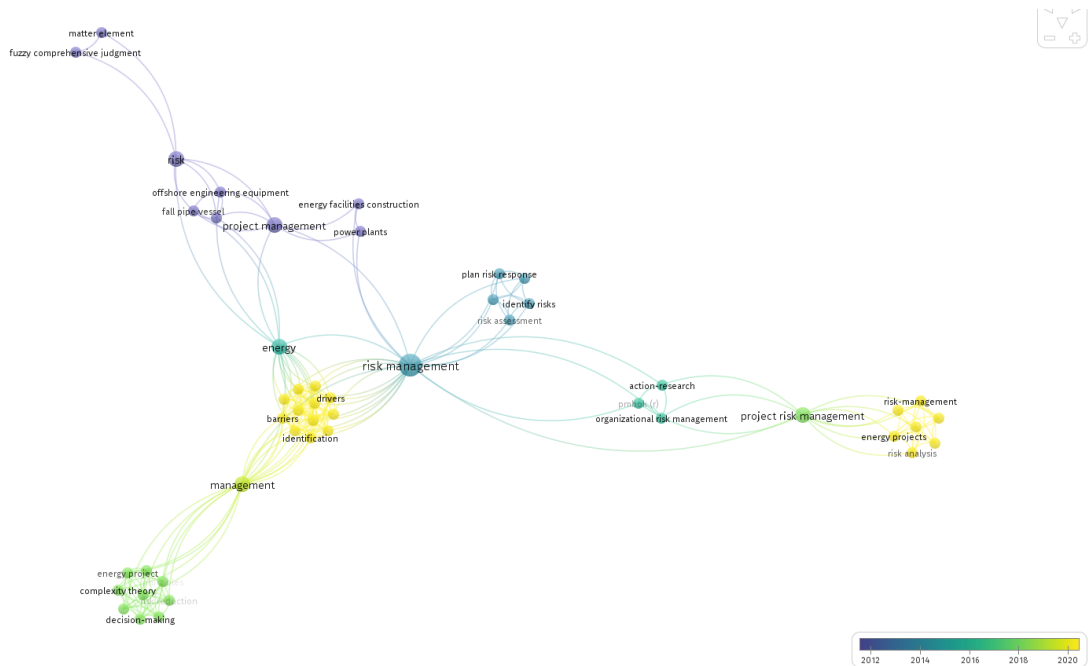 matter element
fuzzy comprehensive judgment
risk
offshore engineering equipment
fall pipe vessel
project management
energy facilities construction
power plants
plan risk response
identify risks
risk assessment
energy
risk management
drivers
barriers
identification
action-research
pmbok (r)
organizational risk management
project risk management
risk-management
energy projects
risk analysis
management
energy project
complexity theory
decision-making
2012
2014
2016
2018
2020